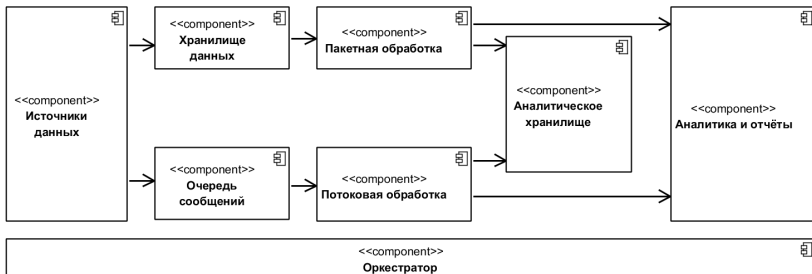 <<component>>
Источники
данных
<<component>>
Хранилище
данных
<<component>>
Пакетная обработка
<<component>>
Очередь
сообщений
<<component>>
Потоковая обработка
<<component>>
Аналитическое
хранилище
<<component>>
Аналитика и отчёты
<<component>>
Оркестратор